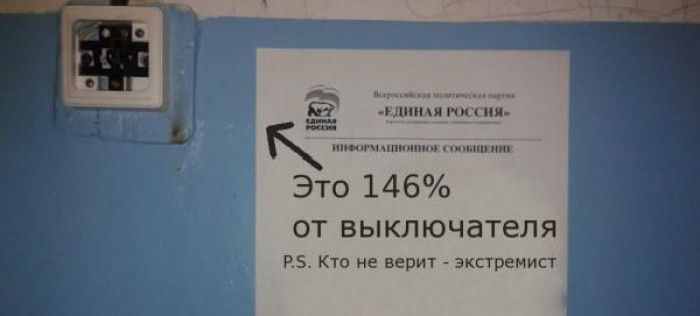 Всероссийская политическая партия
«ЕДИНАЯ РОССИЯ»
ЕДИНАЯ
РОССИЯ
ИНФОРМАЦИОННОЕ СООБЩЕНИЕ
Это 146%
от выключателя
P.S. Кто не верит - экстремист